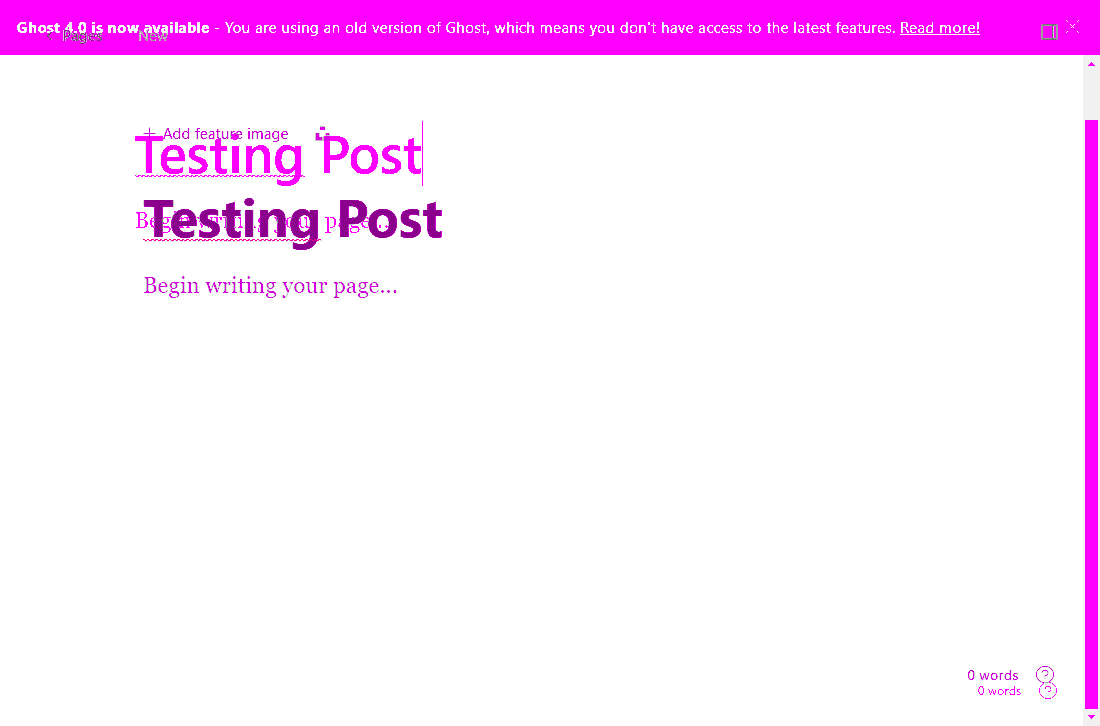 Ghost 4.0 is now available - You are using an old version of Ghost, which means you don't have access to the latest features. Read more!
Pages New
+ Add feature image
Testing Post
Begin writing your page...
Testing Post
Begin writing your page...
0 words ?
0 words ?